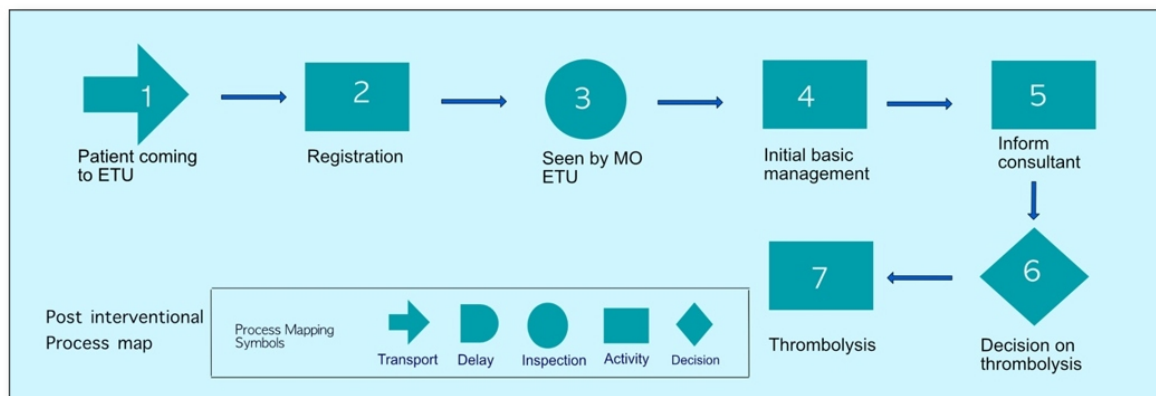 1
2
3
4
5
Patient coming
to ETU
Registration
Seen by MO
ETU
Initial basic
management
Inform
consultant
7
6
Thrombolysis
Decision on
thrombolysis
Post interventional
Process map
Process Mapping
Symbols
Transport
Delay
Inspection
Activity
Decision